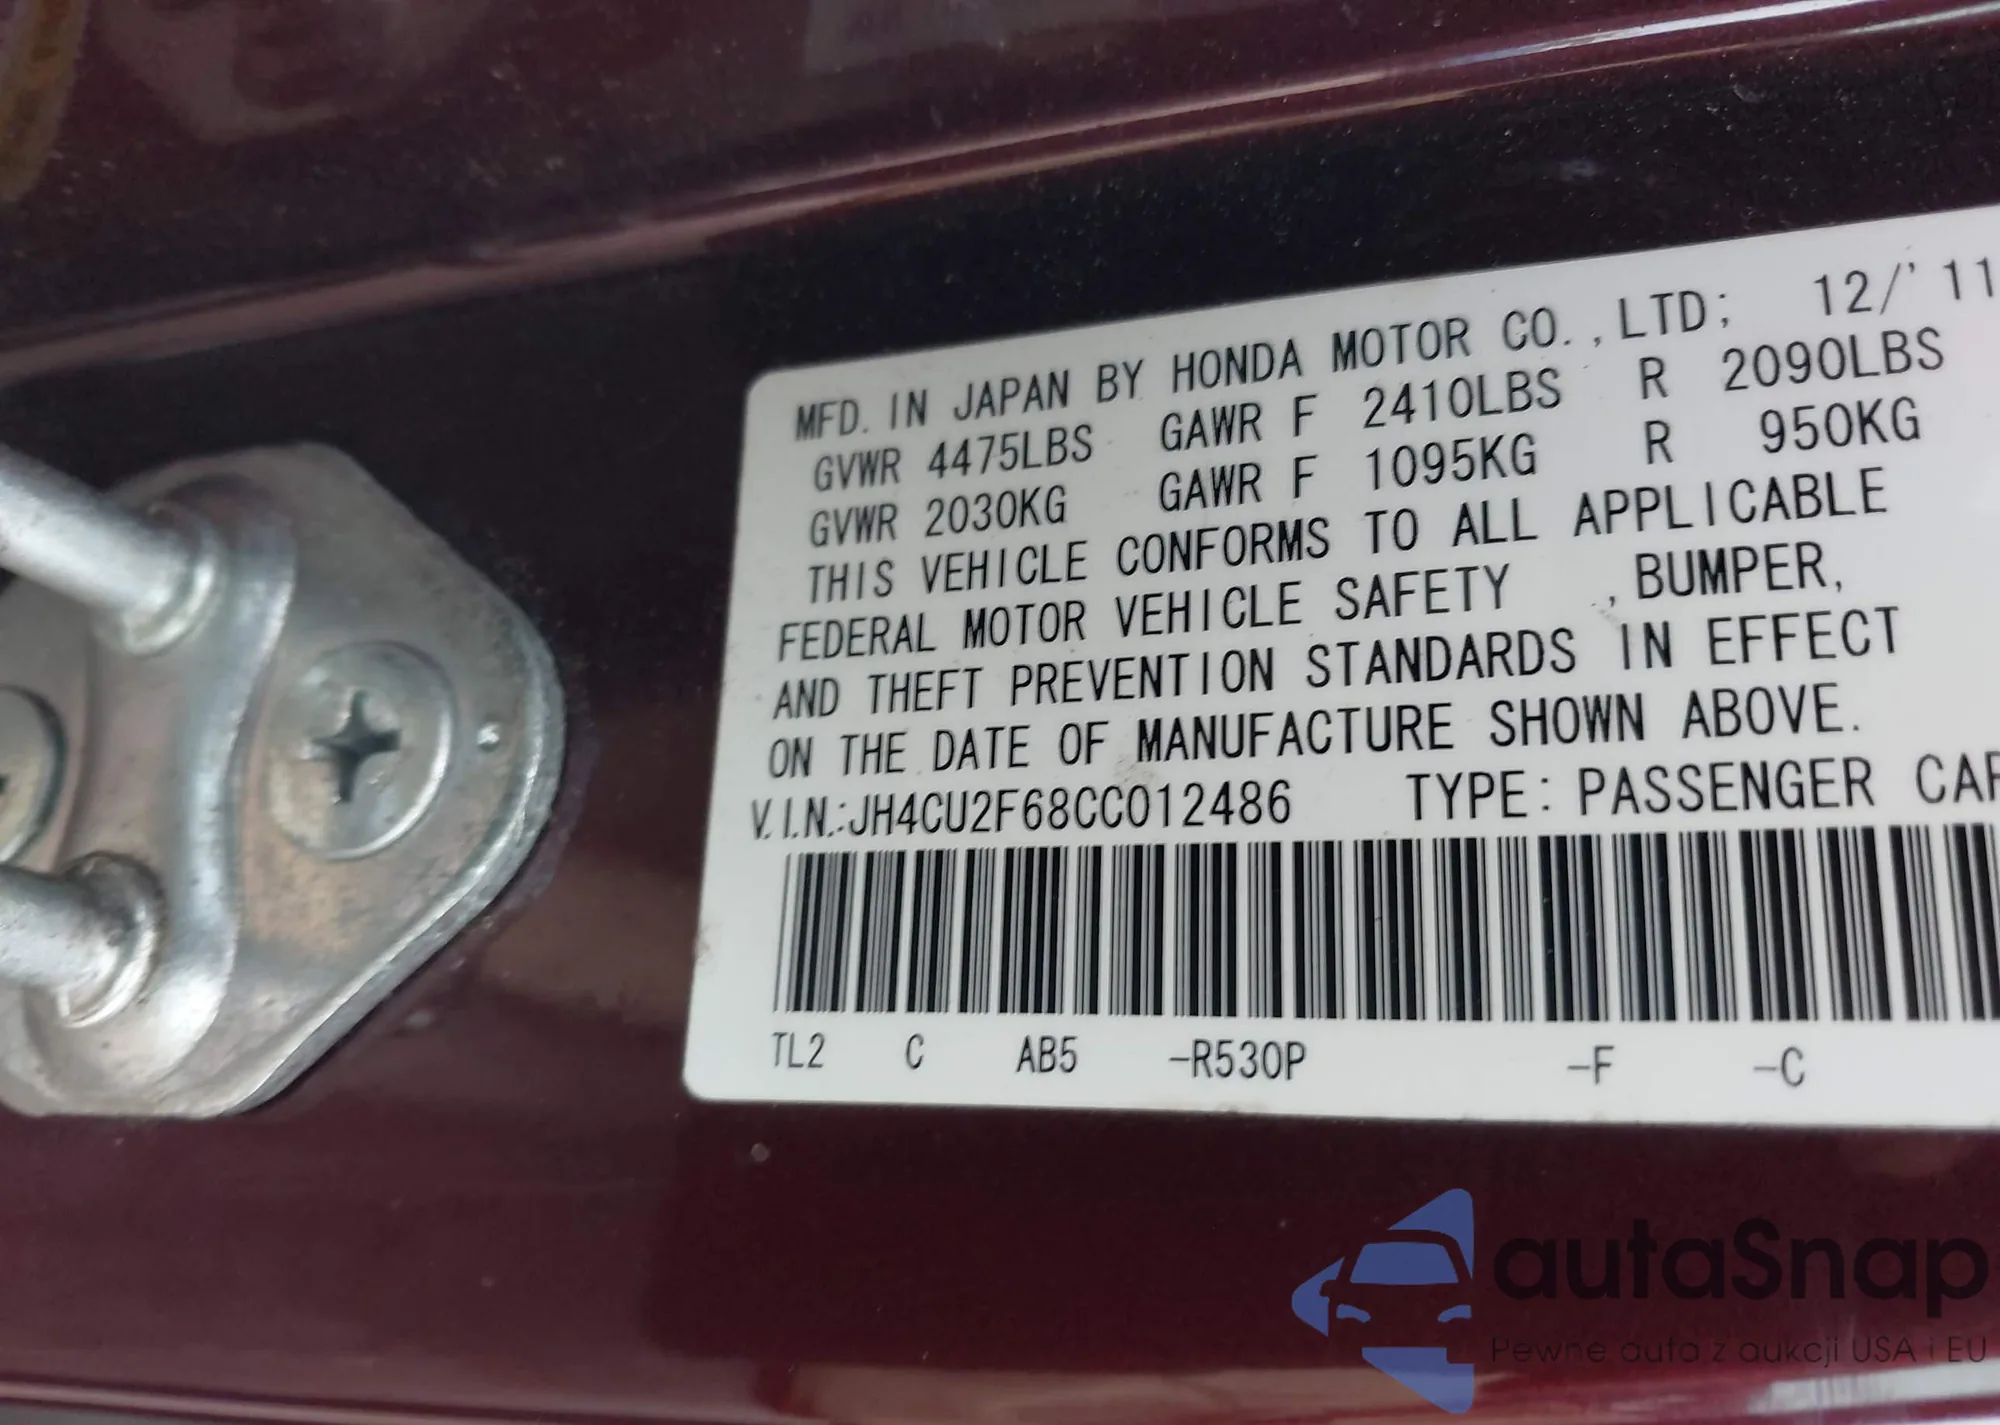 MFD. IN JAPAN BY HONDA MOTOR CO.,LTD; 12/'11
GVWR 4475LBS GAWR F 2410LBS R 2090LBS
GVWR 2030KG GAWR F 1095KG R 950KG
THIS VEHICLE CONFORMS TO ALL APPLICABLE
FEDERAL MOTOR VEHICLE SAFETY ,BUMPER,
AND THEFT PREVENTION STANDARDS IN EFFECT
ON THE DATE OF MANUFACTURE SHOWN ABOVE.
V.I.N.:JH4CU2F68CC012486 TYPE: PASSENGER CAR
TL2 C AB5 -R530P -F -C
autaSnap
Pewne auta z aukcji USA i EU